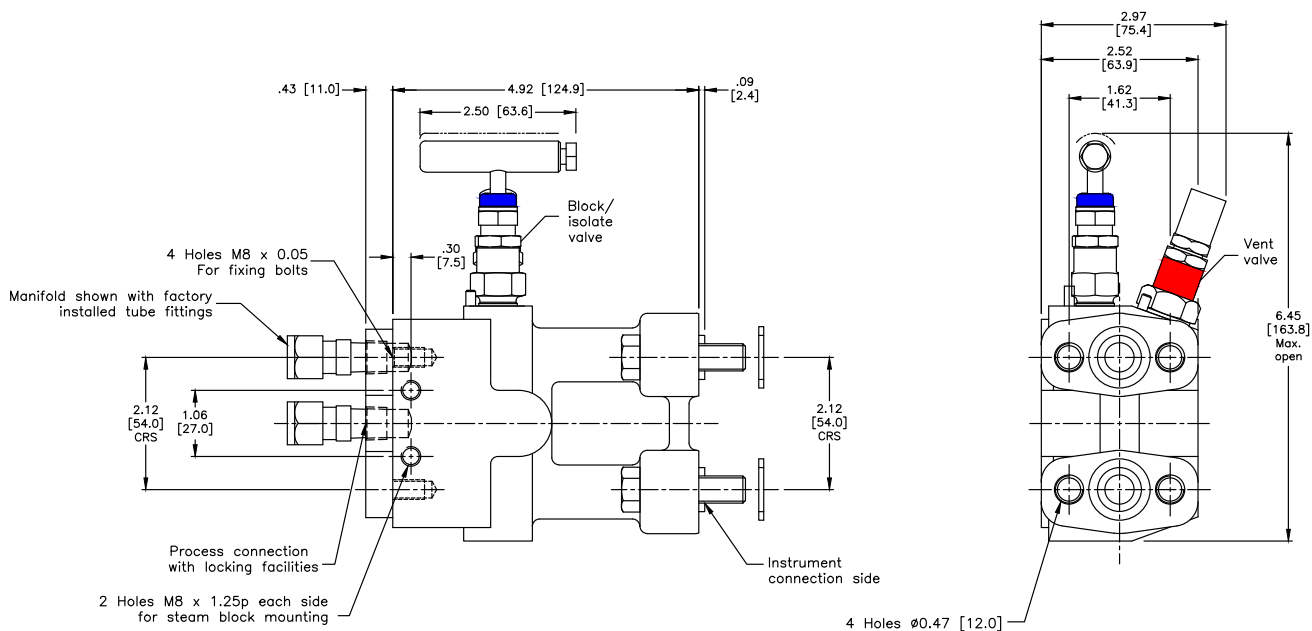 .43 [11.0]
4.92 [124.9]
.09
[2.4]
2.50 [63.6]
Block/
isolate
valve
.30
[7.5]
4 Holes M8 x 0.05
For fixing bolts
Manifold shown with factory
installed tube fittings
2.12
[54.0]
CRS
1.06
[27.0]
2.12
[54.0]
CRS
Process connection
with locking facilities
2 Holes M8 x 1.25p each side
for steam block mounting
Instrument
connection side
2.97
[75.4]
2.52
[63.9]
1.62
[41.3]
Vent
valve
6.45
[163.8]
Max.
open
4 Holes ø0.47 [12.0]